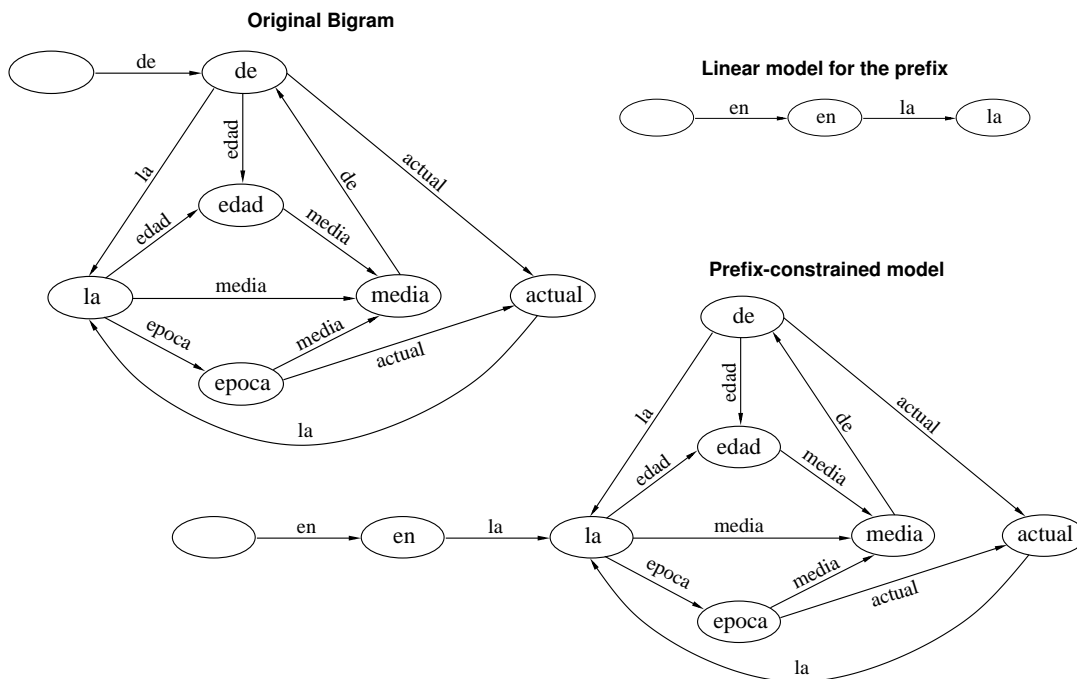 Original Bigram
de
de
la
edad
actual
de
edad
edad
media
la
media
media
actual
epoca
media
epoca
actual
la
Linear model for the prefix
en
en
la
la
Prefix-constrained model
de
la
edad
actual
de
edad
edad
media
en
en
la
la
media
media
actual
epoca
media
epoca
actual
la